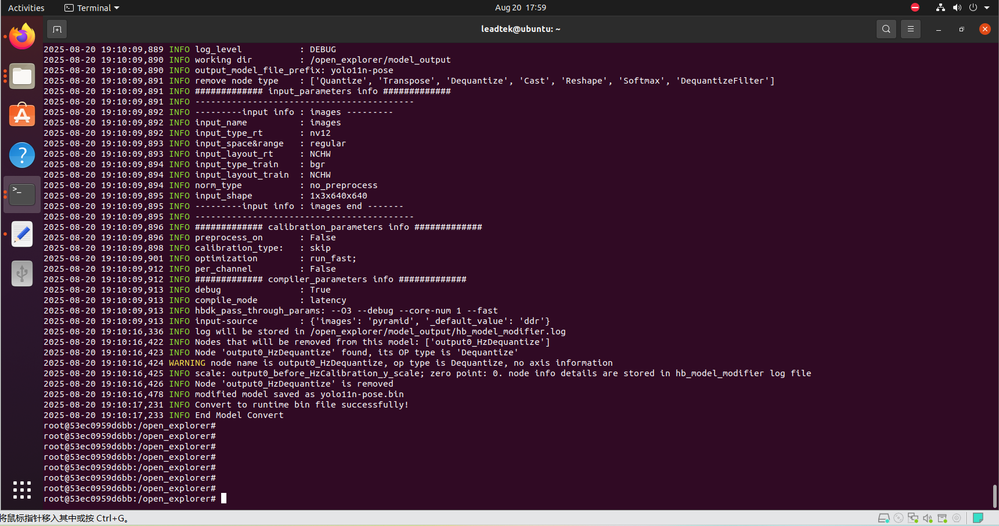 Activities
Terminal
Aug 20 17:59
leadtek@ubuntu: ~
2025-08-20 19:10:09,889 INFO log_level           : DEBUG
2025-08-20 19:10:09,890 INFO working dir         : /open_explorer/model_output
2025-08-20 19:10:09,890 INFO output_model_file_prefix: yolo11n-pose
2025-08-20 19:10:09,891 INFO remove node type    : ['Quantize', 'Transpose', 'Dequantize', 'Cast', 'Reshape', 'Softmax', 'DequantizeFilter']
2025-08-20 19:10:09,891 INFO ############# input_parameters info #############
2025-08-20 19:10:09,891 INFO ------------------------------------------
2025-08-20 19:10:09,892 INFO ---------input info : images ---------
2025-08-20 19:10:09,892 INFO input_name          : images
2025-08-20 19:10:09,892 INFO input_type_rt       : nv12
2025-08-20 19:10:09,893 INFO input_space&range   : regular
2025-08-20 19:10:09,893 INFO input_layout_rt     : NCHW
2025-08-20 19:10:09,894 INFO input_type_train    : bgr
2025-08-20 19:10:09,894 INFO input_layout_train  : NCHW
2025-08-20 19:10:09,894 INFO norm_type           : no_preprocess
2025-08-20 19:10:09,895 INFO input_shape         : 1x3x640x640
2025-08-20 19:10:09,895 INFO ---------input info : images end -------
2025-08-20 19:10:09,895 INFO ------------------------------------------
2025-08-20 19:10:09,896 INFO ############# calibration_parameters info #############
2025-08-20 19:10:09,896 INFO preprocess_on       : False
2025-08-20 19:10:09,898 INFO calibration_type:   : skip
2025-08-20 19:10:09,901 INFO optimization        : run_fast;
2025-08-20 19:10:09,912 INFO per_channel         : False
2025-08-20 19:10:09,912 INFO ############# compiler_parameters info #############
2025-08-20 19:10:09,913 INFO debug               : True
2025-08-20 19:10:09,913 INFO compile_mode        : latency
2025-08-20 19:10:09,913 INFO hbdk_pass_through_params: --O3 --debug --core-num 1 --fast
2025-08-20 19:10:09,913 INFO input-source        : {'images': 'pyramid', '_default_value': 'ddr'}
2025-08-20 19:10:16,336 INFO log will be stored in /open_explorer/model_output/hb_model_modifier.log
2025-08-20 19:10:16,422 INFO Nodes that will be removed from this model: ['output0_HzDequantize']
2025-08-20 19:10:16,423 INFO Node 'output0_HzDequantize' found, its OP type is 'Dequantize'
2025-08-20 19:10:16,424 WARNING node name is output0_HzDequantize, op type is Dequantize, no axis information
2025-08-20 19:10:16,425 INFO scale: output0_before_HzCalibration_y_scale; zero point: 0. node info details are stored in hb_model_modifier log file
2025-08-20 19:10:16,426 INFO Node 'output0_HzDequantize' is removed
2025-08-20 19:10:16,478 INFO modified model saved as yolo11n-pose.bin
2025-08-20 19:10:17,231 INFO Convert to runtime bin file successfully!
2025-08-20 19:10:17,233 INFO End Model Convert
root@53ec0959d6bb:/open_explorer#
root@53ec0959d6bb:/open_explorer#
root@53ec0959d6bb:/open_explorer#
root@53ec0959d6bb:/open_explorer#
root@53ec0959d6bb:/open_explorer#
root@53ec0959d6bb:/open_explorer#
root@53ec0959d6bb:/open_explorer#
root@53ec0959d6bb:/open_explorer#
将鼠标指针移入其中或按 Ctrl+G。